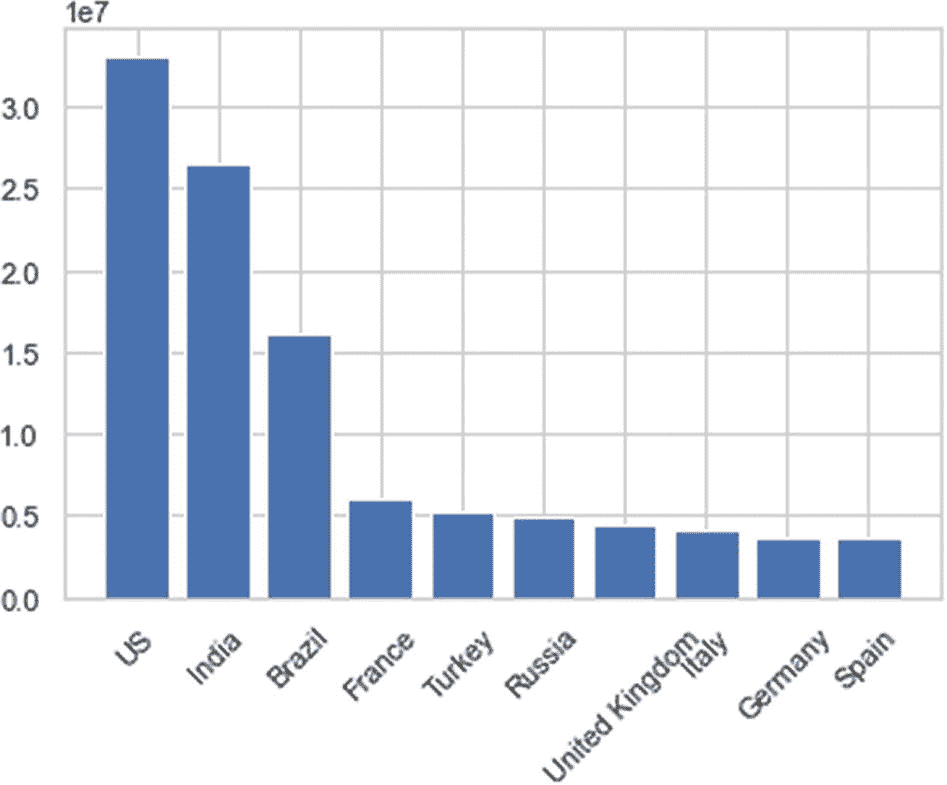 1e7
3.0
2.5
2.0
1.5
1.0
0.5
0.0
US
India
Brazil
France
Turkey
Russia
United Kingdom
Italy
Germany
Spain